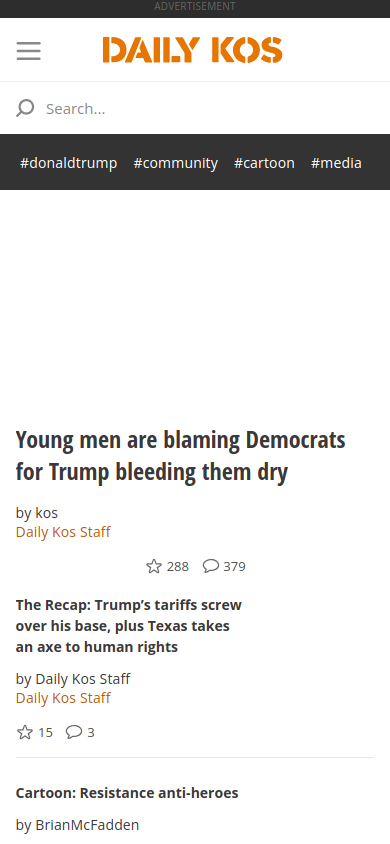 ADVERTISEMENT
DAILY KOS
Search...
#donaldtrump #community #cartoon #media
Young men are blaming Democrats
for Trump bleeding them dry
by kos
Daily Kos Staff
288 379
The Recap: Trump’s tariffs screw
over his base, plus Texas takes
an axe to human rights
by Daily Kos Staff
Daily Kos Staff
15 3
Cartoon: Resistance anti-heroes
by BrianMcFadden